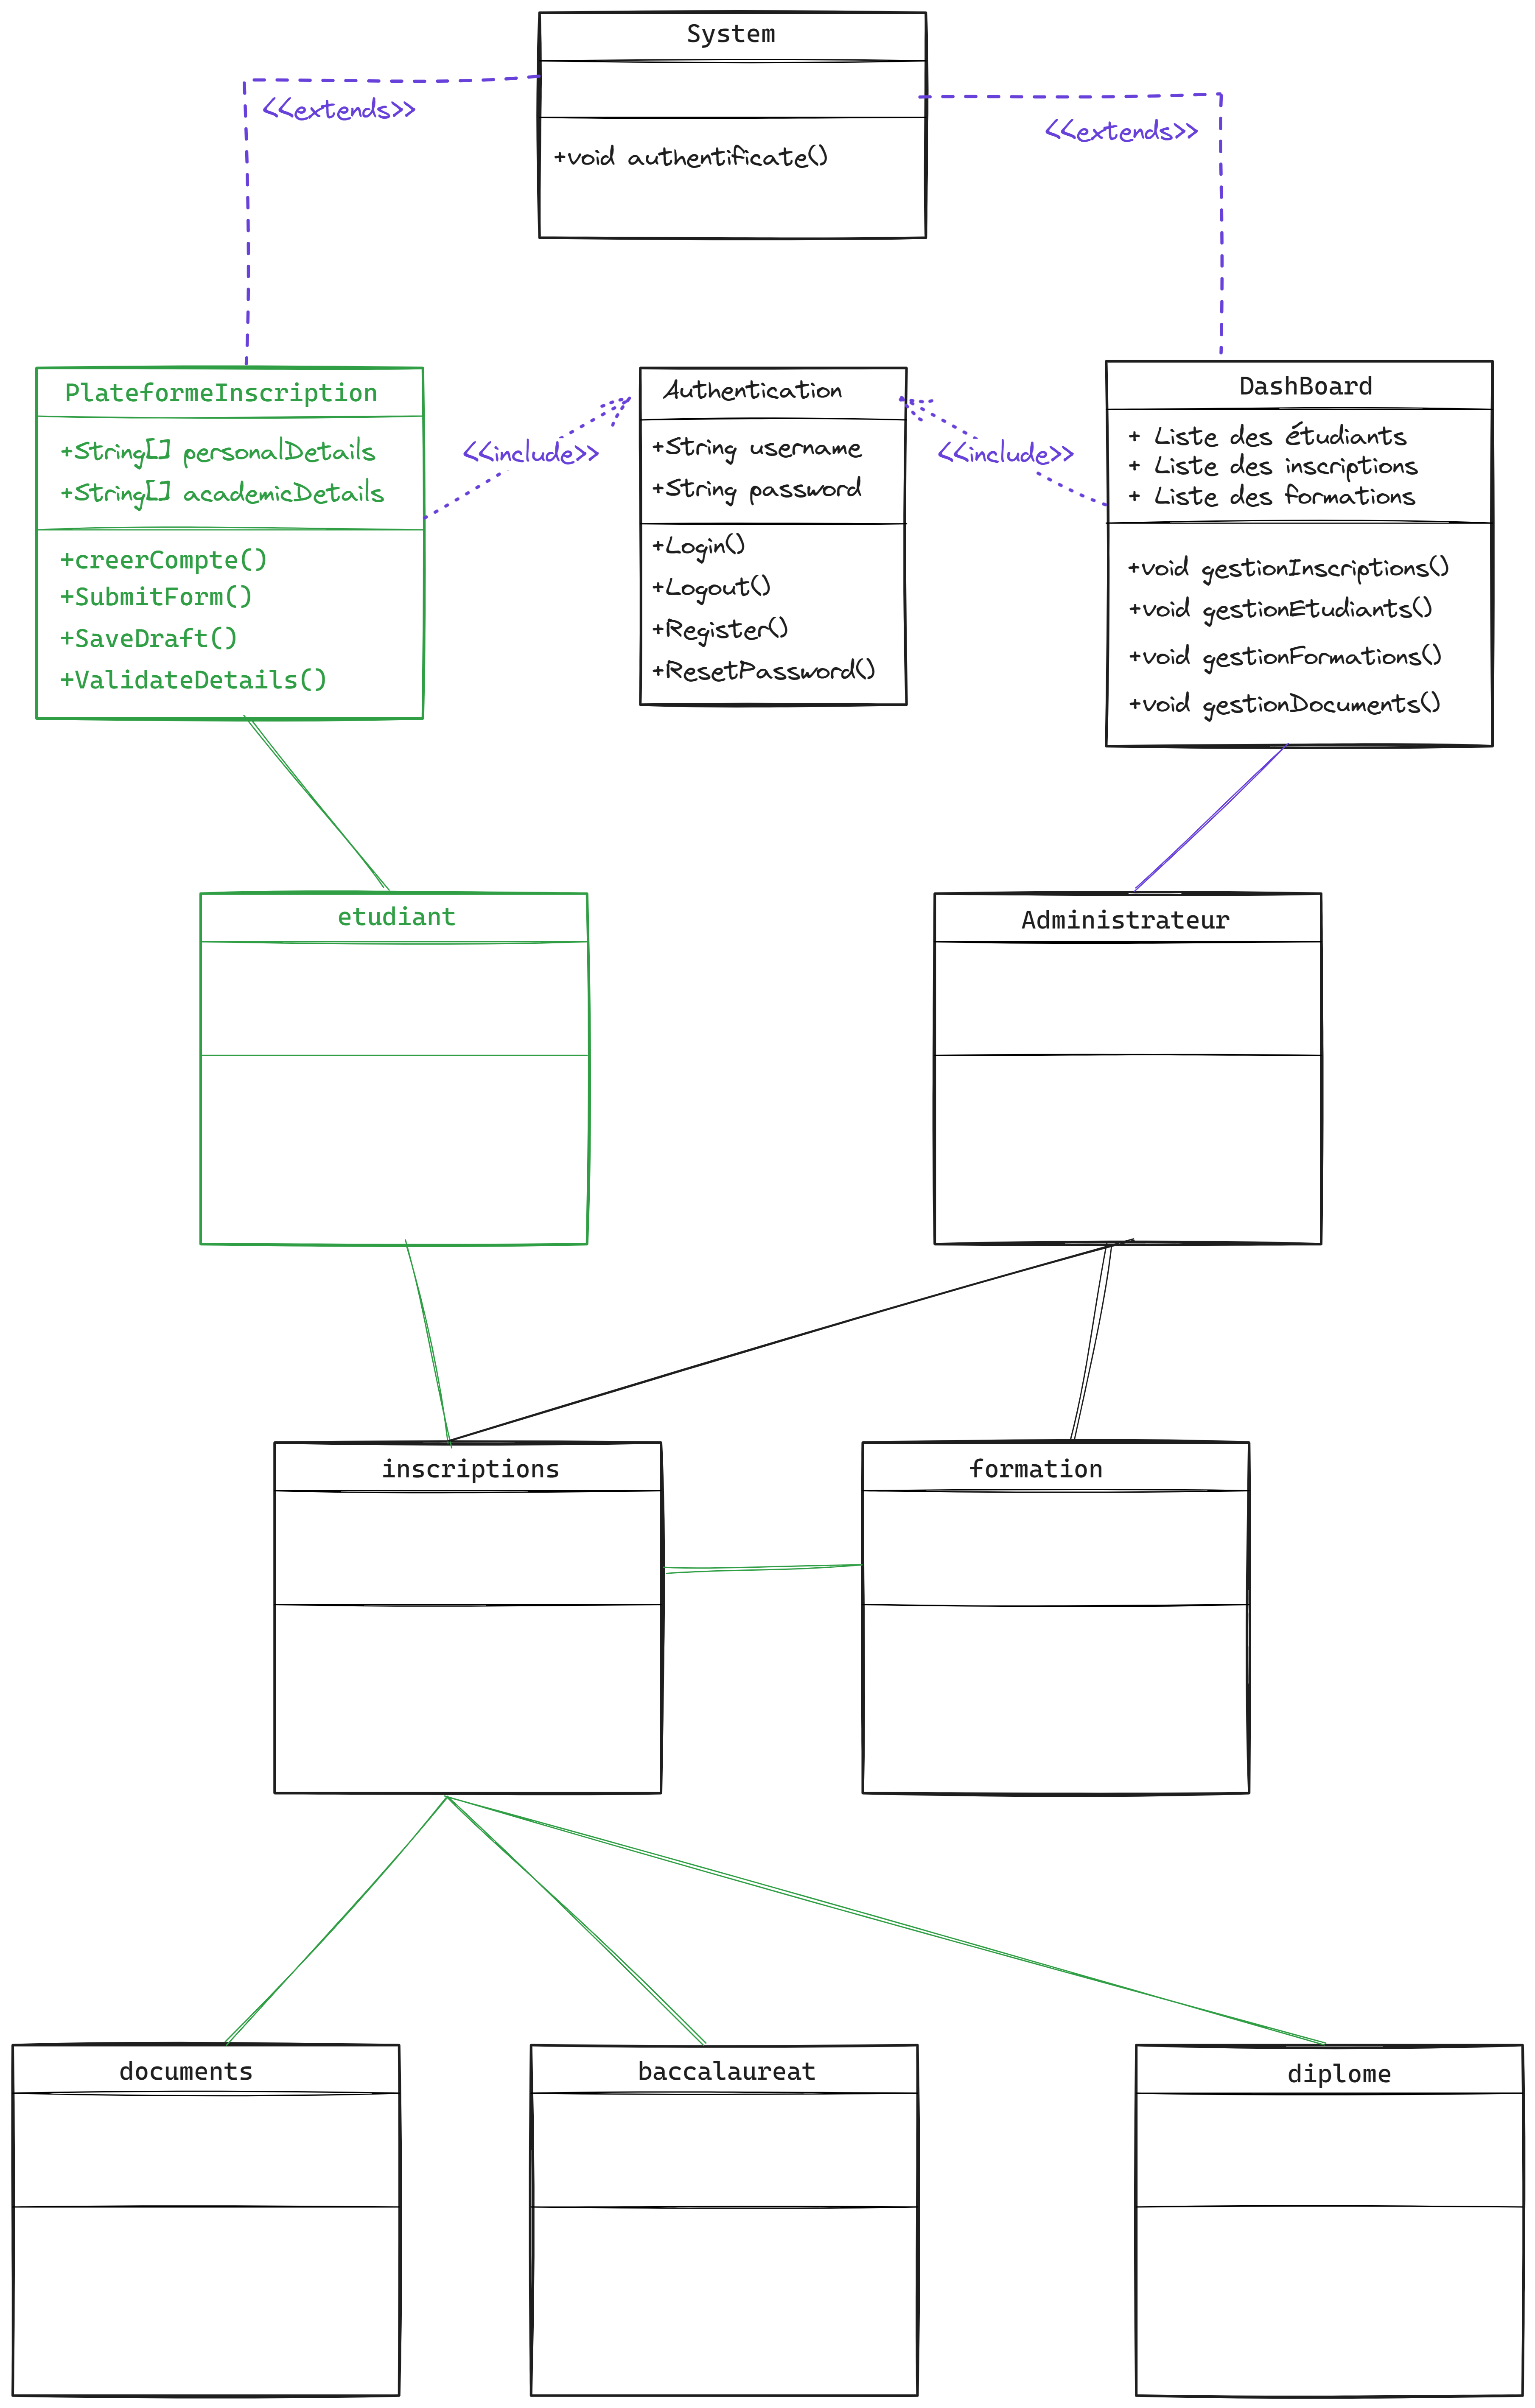 System
<<extends>>
<<extends>>
+void authentificate()
PlateformeInscription
+String[] personalDetails
+String[] academicDetails
+creerCompte()
+SubmitForm()
+SaveDraft()
+ValidateDetails()
<<include>>
Authentication
+String username
+String password
+Login()
+Logout()
+Register()
+ResetPassword()
<<include>>
DashBoard
+ Liste des étudiants
+ Liste des inscriptions
+ Liste des formations
+void gestionInscriptions()
+void gestionEtudiants()
+void gestionFormations()
+void gestionDocuments()
etudiant
Administrateur
inscriptions
formation
documents
baccalaureat
diplome